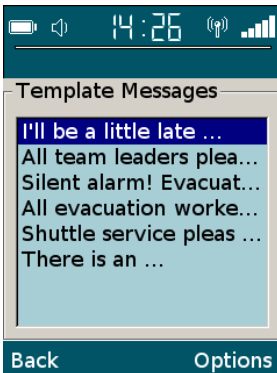 14:26
Template Messages
I'll be a little late ...
All team leaders plea...
Silent alarm! Evacuat...
All evacuation worke...
Shuttle service pleas ...
There is an ...
Back Options